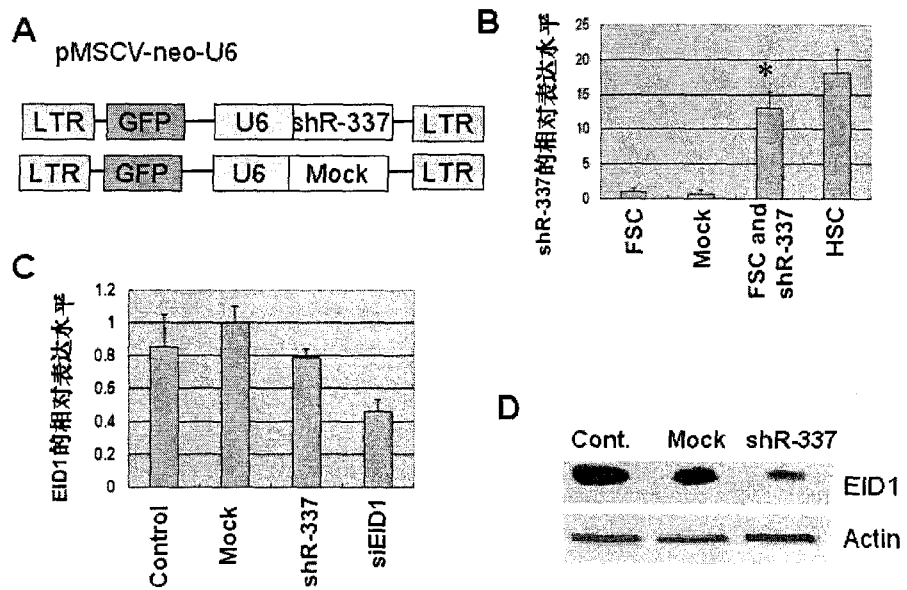 A
pMSCV-neo-U6
LTR GFP U6 shR-337 LTR
LTR GFP U6 Mock LTR
B
shR-337的相对表达水平
25
20
15
10
5
0
*
FSC
Mock
FSC and
shR-337
HSC
C
EID1的相对表达水平
1.2
1
0.8
0.6
0.4
0.2
0
Control
Mock
shR-337
siEID1
D
Cont. Mock shR-337
EID1
Actin